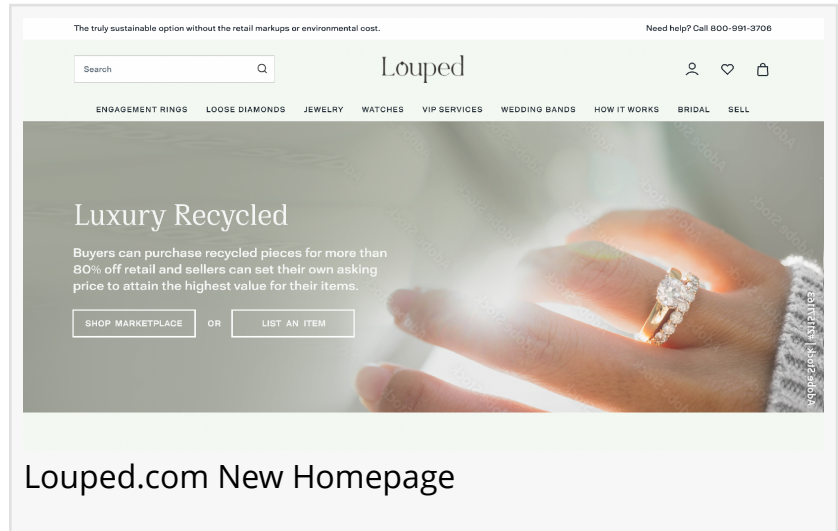 The truly sustainable option without the retail markups or environmental cost.
Need help? Call 800-991-3706
Search
Louped
ENGAGEMENT RINGS LOOSE DIAMONDS JEWELRY WATCHES VIP SERVICES WEDDING BANDS HOW IT WORKS BRIDAL SELL
Luxury Recycled
Buyers can purchase recycled pieces for more than
80% off retail and sellers can set their own asking
price to attain the highest value for their items.
SHOP MARKETPLACE OR LIST AN ITEM
Adobe Stock
Louped.com New Homepage